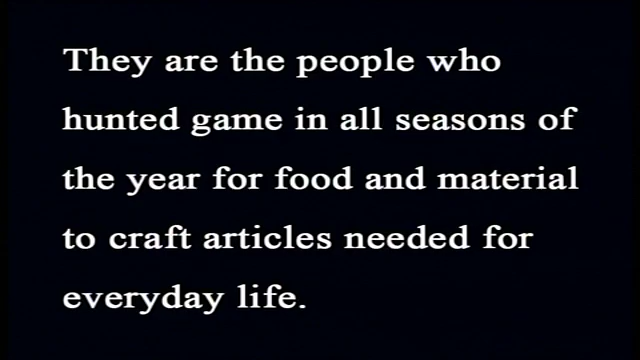 They are the people who
hunted game in all seasons of
the year for food and material
to craft articles needed for
everyday life.